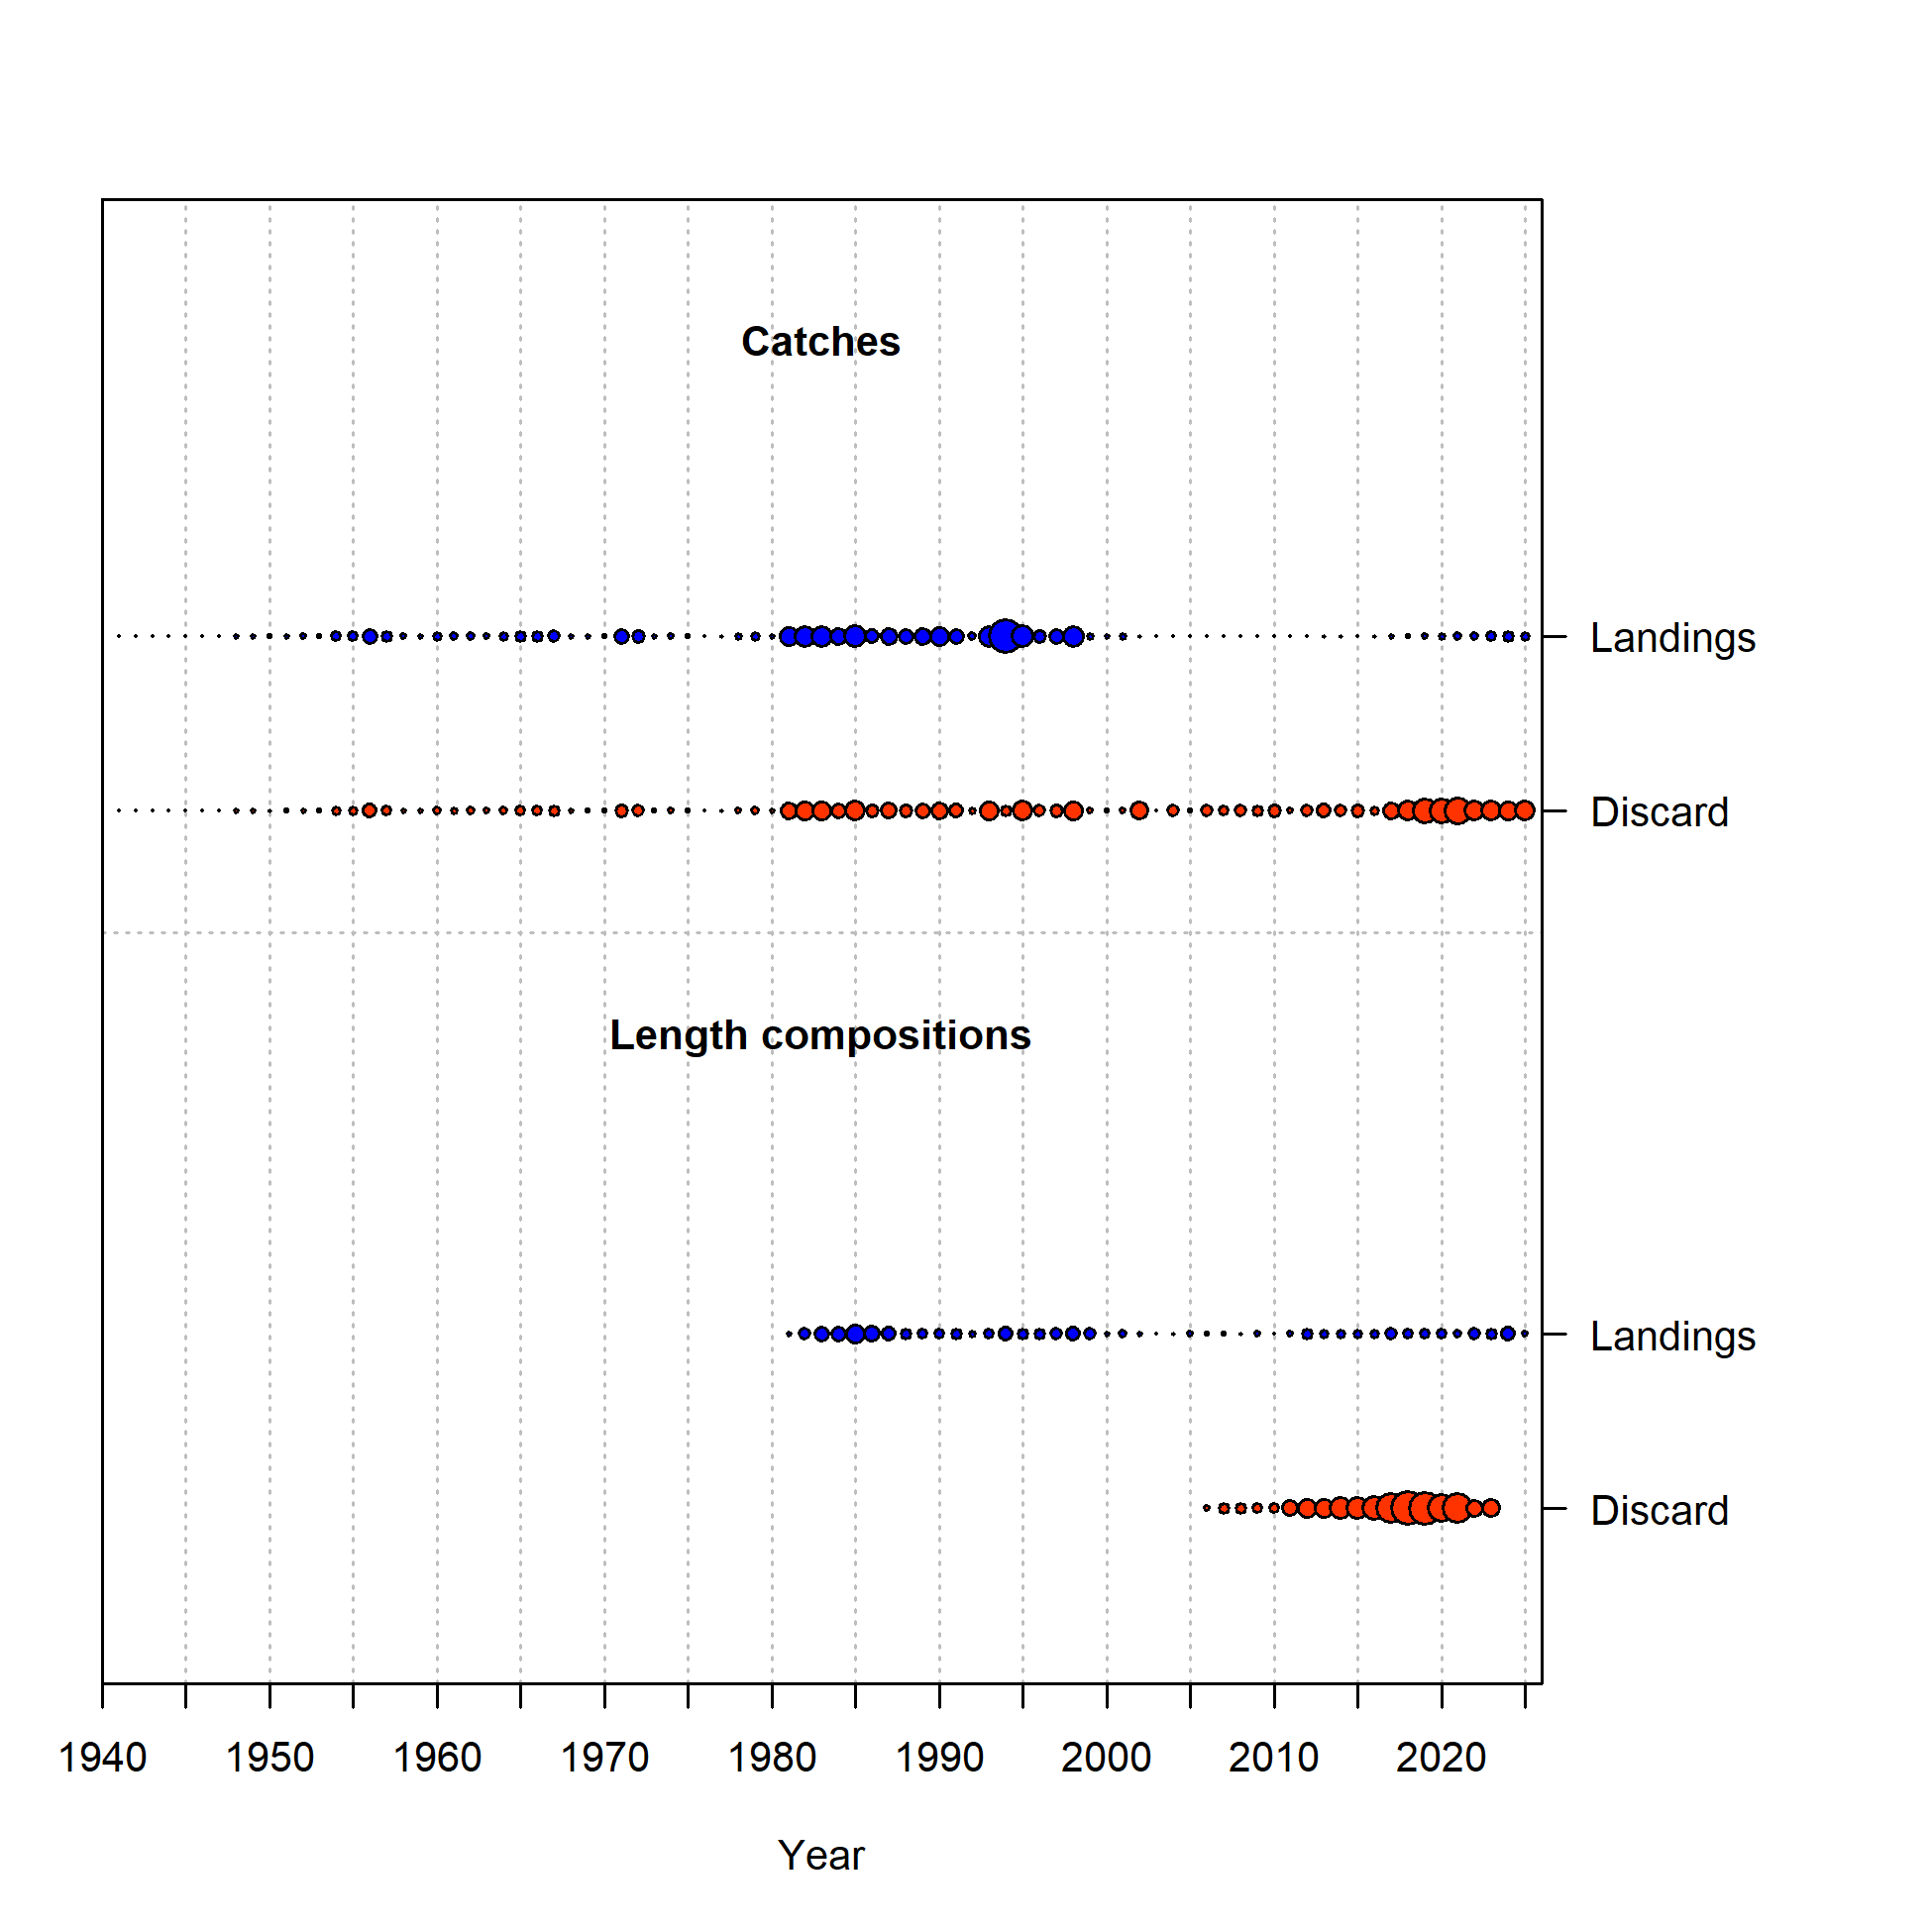 Catches
Landings
Discard
Length compositions
Landings
Discard
1940 1950 1960 1970 1980 1990 2000 2010 2020
Year